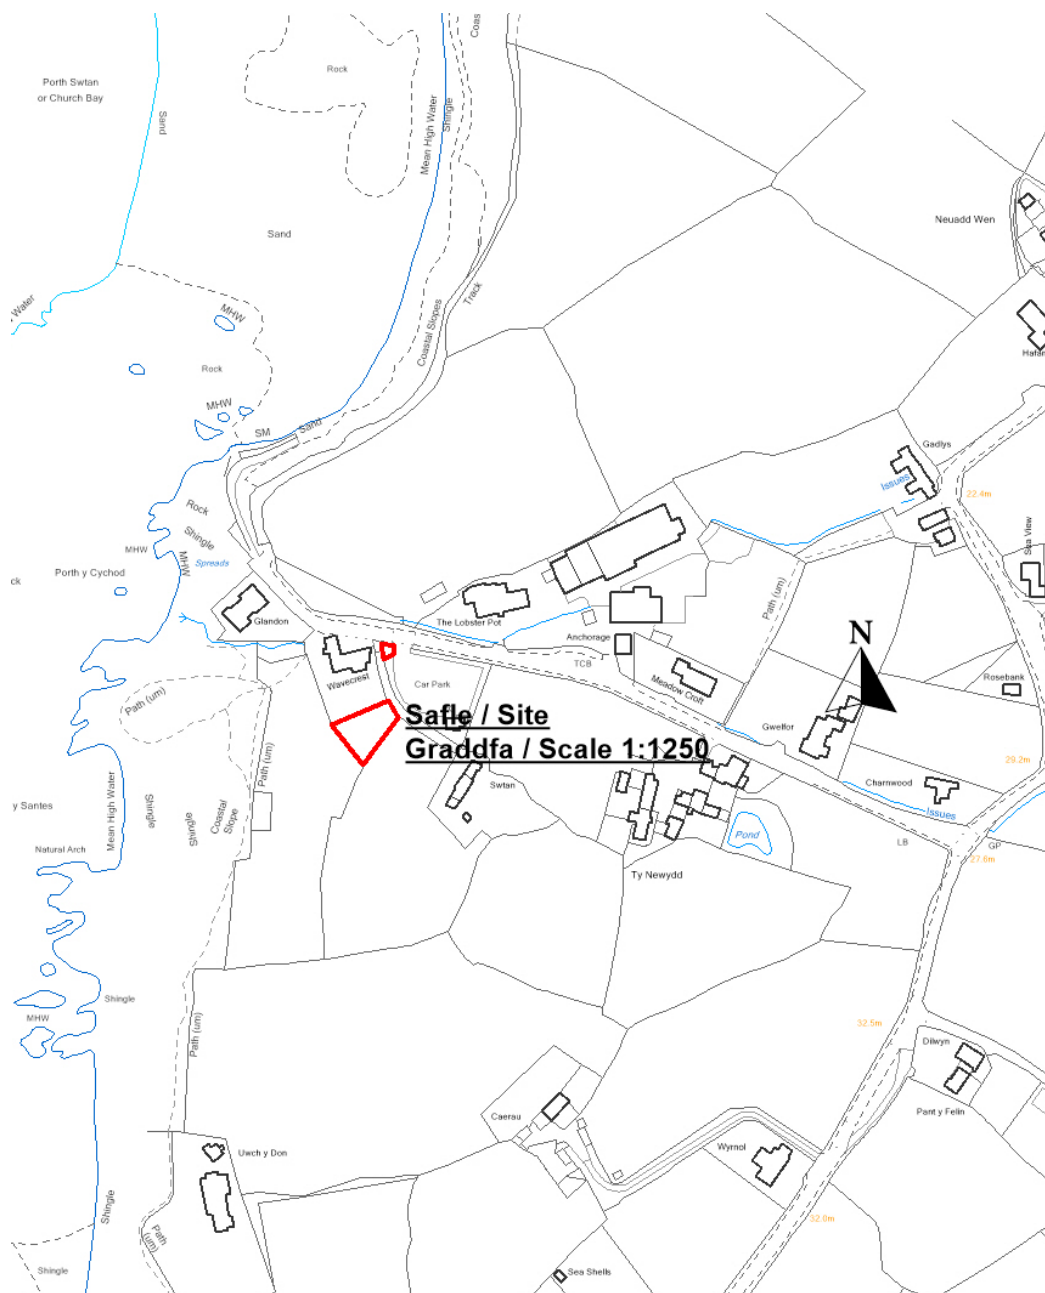 Coas
Porth Swtan
or Church Bay
Rock
Sand
Mean High Water
Shingle
Neuadd Wen
Sand
Track
Water
MHW
Coastal Slopes
Hafan
Rock
MHW
SM
Sand
Gadlys
Issues
22.4m
Rock
Shingle
MHW
MHW
Spreads
Sea View
Porth y Cychod
ck
Glandon
The Lobster Pot
Path (um)
Anchorage
N
TCB
Wavecrest
Car Park
Meadow Croft
Rosebank
Path (um)
Safle / Site
Graddfa / Scale 1:1250
Gwelfor
Path (um)
29.2m
Swtan
Charnwood
Issues
Mean High Water
y Santes
Shingle
Shingle
Coastal
Slope
Pond
Natural Arch
LB
GP
27.6m
Ty Newydd
Shingle
MHW
Path (um)
32.5m
Dilwyn
Caerau
Pant y Felin
Uwch y Don
Wyrnol
Shingle
Path
(um)
32.0m
Shingle
Sea Shells